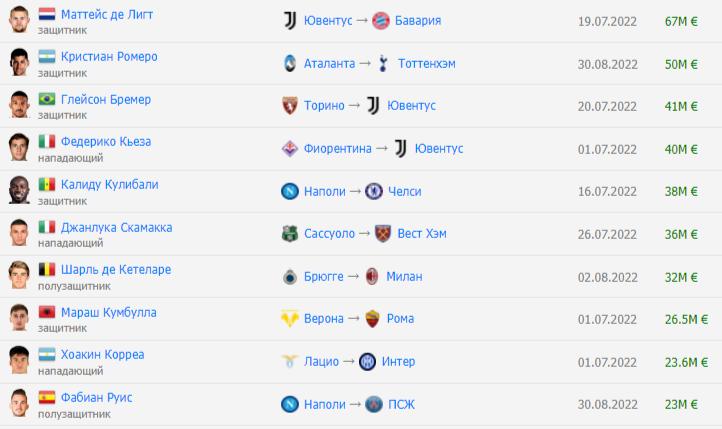 Маттейс де Лигт Ювентус → Бавария 19.07.2022 67M €
защитник
Кристиан Ромеро Аталанта → Тоттенхэм 30.08.2022 50M €
защитник
Глейсон Бремер Торино → Ювентус 20.07.2022 41M €
защитник
Федерико Кьеза Фиорентина → Ювентус 01.07.2022 40M €
нападающий
Калиду Кулибали Наполи → Челси 16.07.2022 38M €
защитник
Джанлука Скамакка Сассуоло → Вест Хэм 26.07.2022 36M €
нападающий
Шарль де Кетеларе Брюгге → Милан 02.08.2022 32M €
полузащитник
Мараш Кумбулла Верона → Рома 01.07.2022 26.5M €
защитник
Хоакин Корреа Лацио → Интер 01.07.2022 23.6M €
нападающий
Фабиан Руис Наполи → ПСЖ 30.08.2022 23M €
полузащитник